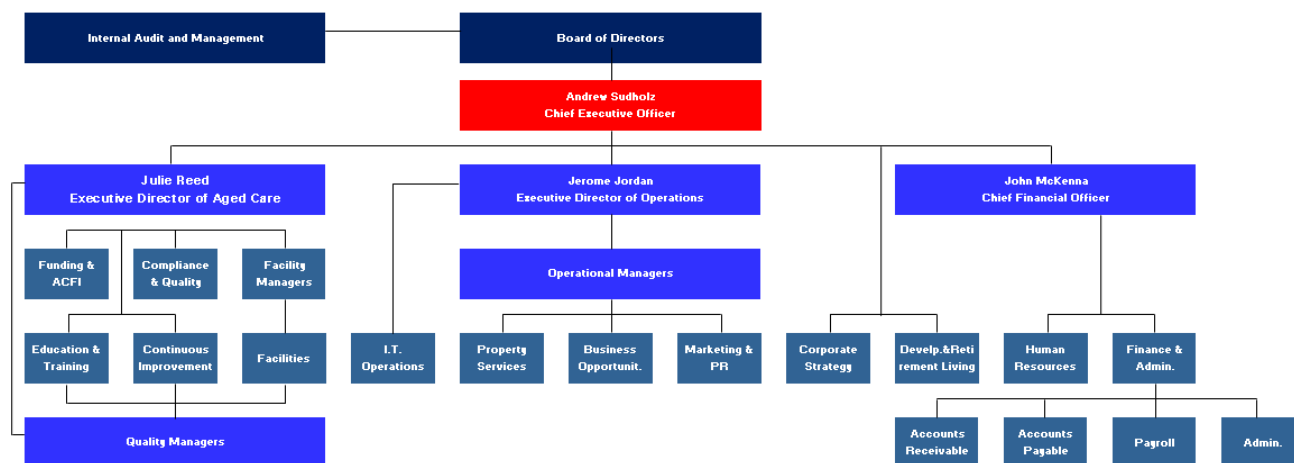 Internal Audit and Management
Board of Directors
Andrew Sudholz
Chief Executive Officer
Julie Reed
Executive Director of Aged Care
Jerome Jordan
Executive Director of Operations
John McKenna
Chief Financial Officer
Funding &
ACFI
Compliance
& Quality
Facility
Managers
Operational Managers
Education &
Training
Continuous
Improvement
Facilities
I.T.
Operations
Property
Services
Business
Opportunit.
Marketing &
PR
Corporate
Strategy
Develp.&Reti
rement Living
Human
Resources
Finance &
Admin.
Quality Managers
Accounts
Receivable
Accounts
Payable
Payroll
Admin.